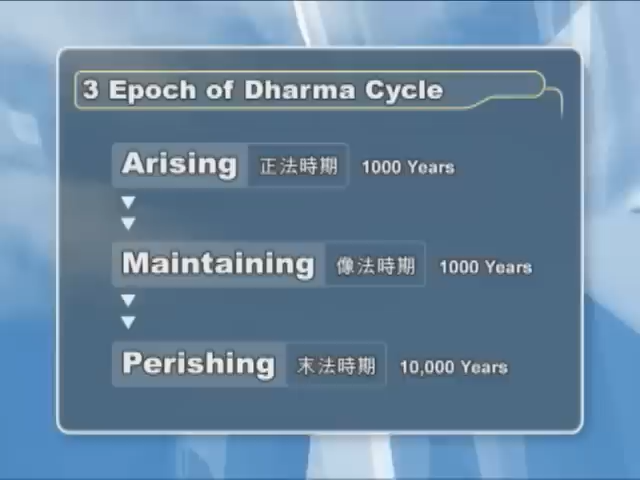 3 Epoch of Dharma Cycle
Arising 正法時期 1000 Years
Maintaining 像法時期 1000 Years
Perishing 末法時期 10,000 Years